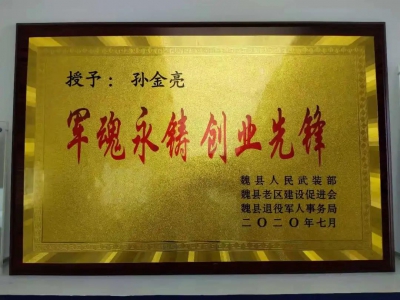 授予：孙金亮
军魂永铸创业先锋
魏县人民武装部
魏县老区建设促进会
魏县退役军人事务局
二〇二〇年七月